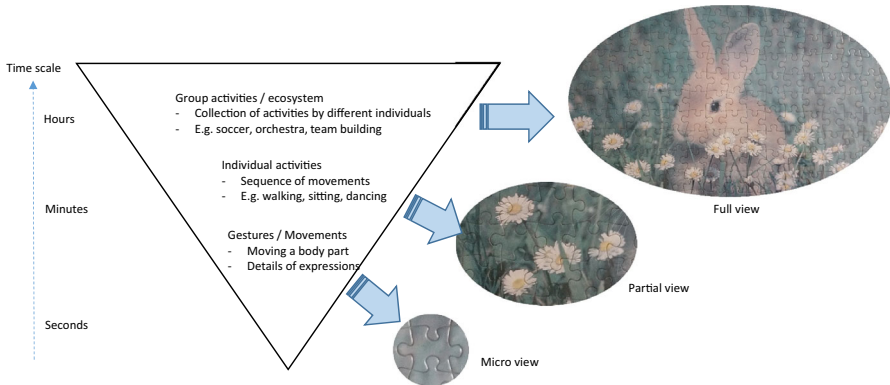 Time scale
Hours
Group activities / ecosystem
- Collection of activities by different individuals
- E.g. soccer, orchestra, team building
Individual activities
- Sequence of movements
- E.g. walking, sitting, dancing
Minutes
Full view
Gestures / Movements
- Moving a body part
- Details of expressions
Partial view
Seconds
Micro view